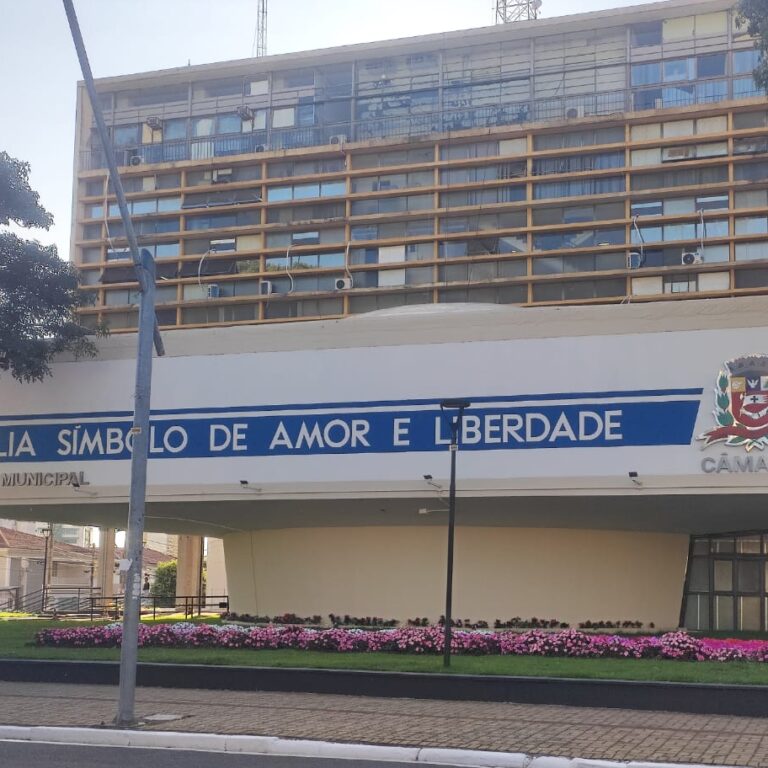 LIA SÍMBOLO DE AMOR E LIBERDADE
MUNICIPAL
CÂMA